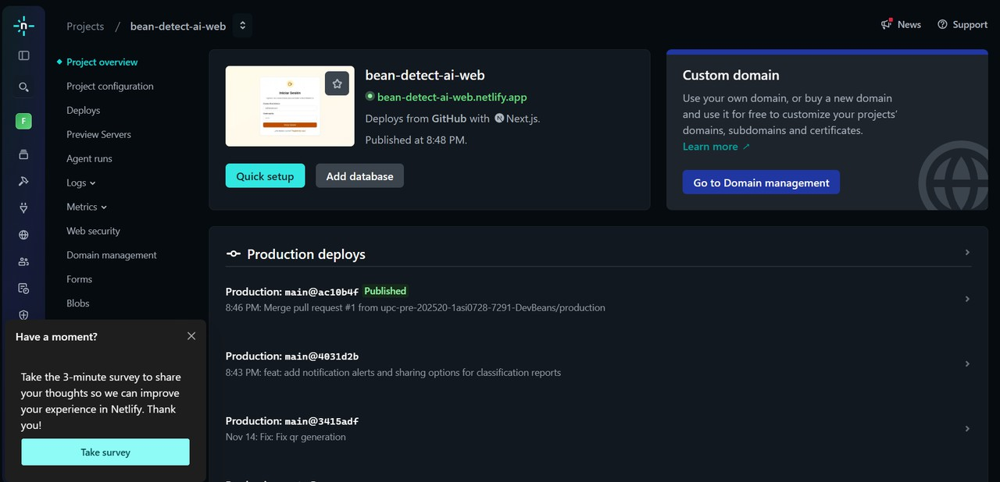 Projects / bean-detect-ai-web
News
Support
F
Project overview
Project configuration
Deploys
Preview Servers
Agent runs
Logs
Metrics
Web security
Domain management
Forms
Blobs
Have a moment?
Take the 3-minute survey to share
your thoughts so we can improve
your experience in Netlify. Thank
you!
Take survey
bean-detect-ai-web
bean-detect-ai-web.netlify.app
Deploys from GitHub with N Next.js.
Published at 8:48 PM.
Quick setup
Add database
Custom domain
Use your own domain, or buy a new domain
and use it for free to customize your projects'
domains, subdomains and certificates.
Learn more
Go to Domain management
Production deploys
Production: main@ac10b4f Published
8:46 PM: Merge pull request #1 from upc-pre-202520-1asi0728-7291-DevBeans/production
Production: main@4031d2b
8:43 PM: feat: add notification alerts and sharing options for classification reports
Production: main@3415adf
Nov 14: Fix: Fix qr generation